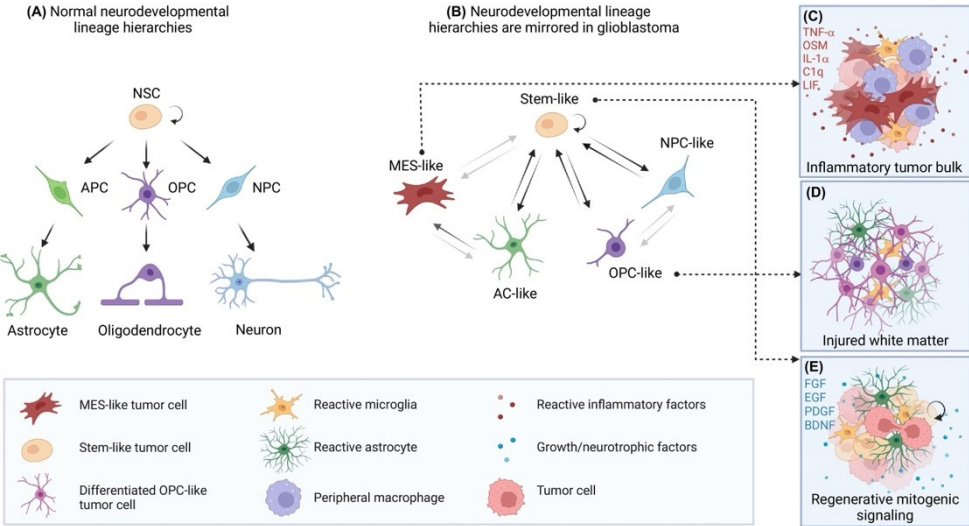 (A) Normal neurodevelopmental
lineage hierarchies
NSC
APC
OPC
NPC
Astrocyte
Oligodendrocyte
Neuron
(B) Neurodevelopmental lineage
hierarchies are mirrored in glioblastoma
Stem-like
NPC-like
MES-like
AC-like
OPC-like
(C)
TNF-α
OSM
IL-1α
C1q
LIF
Inflammatory tumor bulk
(D)
Injured white matter
(E)
FGF
EGF
PDGF
BDNF
Regenerative mitogenic
signaling
MES-like tumor cell
Stem-like tumor cell
Differentiated OPC-like
tumor cell
Reactive microglia
Reactive astrocyte
Peripheral macrophage
Reactive inflammatory factors
Growth/neurotrophic factors
Tumor cell